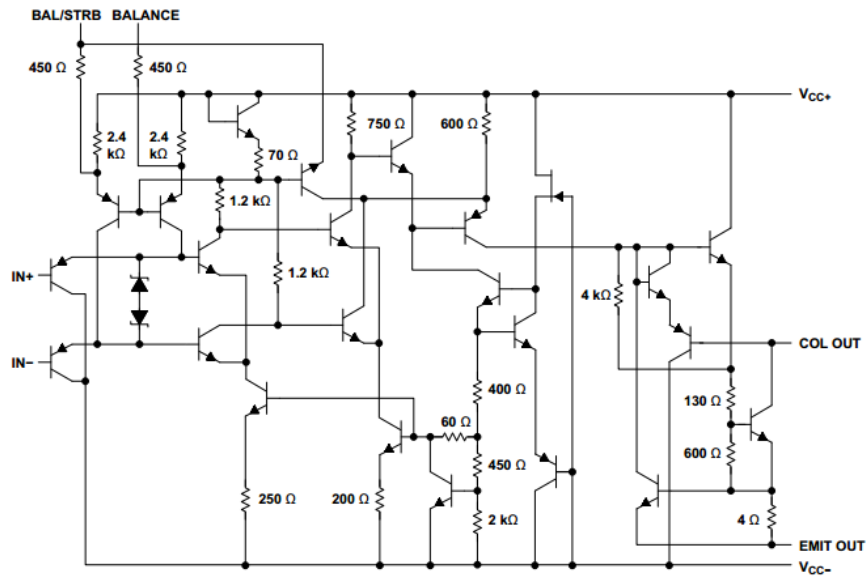 BAL/STRB BALANCE
450 Ω 450 Ω
VCC+
2.4 kΩ
2.4 kΩ
70 Ω
750 Ω 600 Ω
1.2 kΩ
1.2 kΩ
IN+
4 kΩ
COL OUT
IN−
400 Ω
130 Ω
60 Ω
450 Ω
600 Ω
250 Ω 200 Ω 2 kΩ
4 Ω
EMIT OUT
VCC−